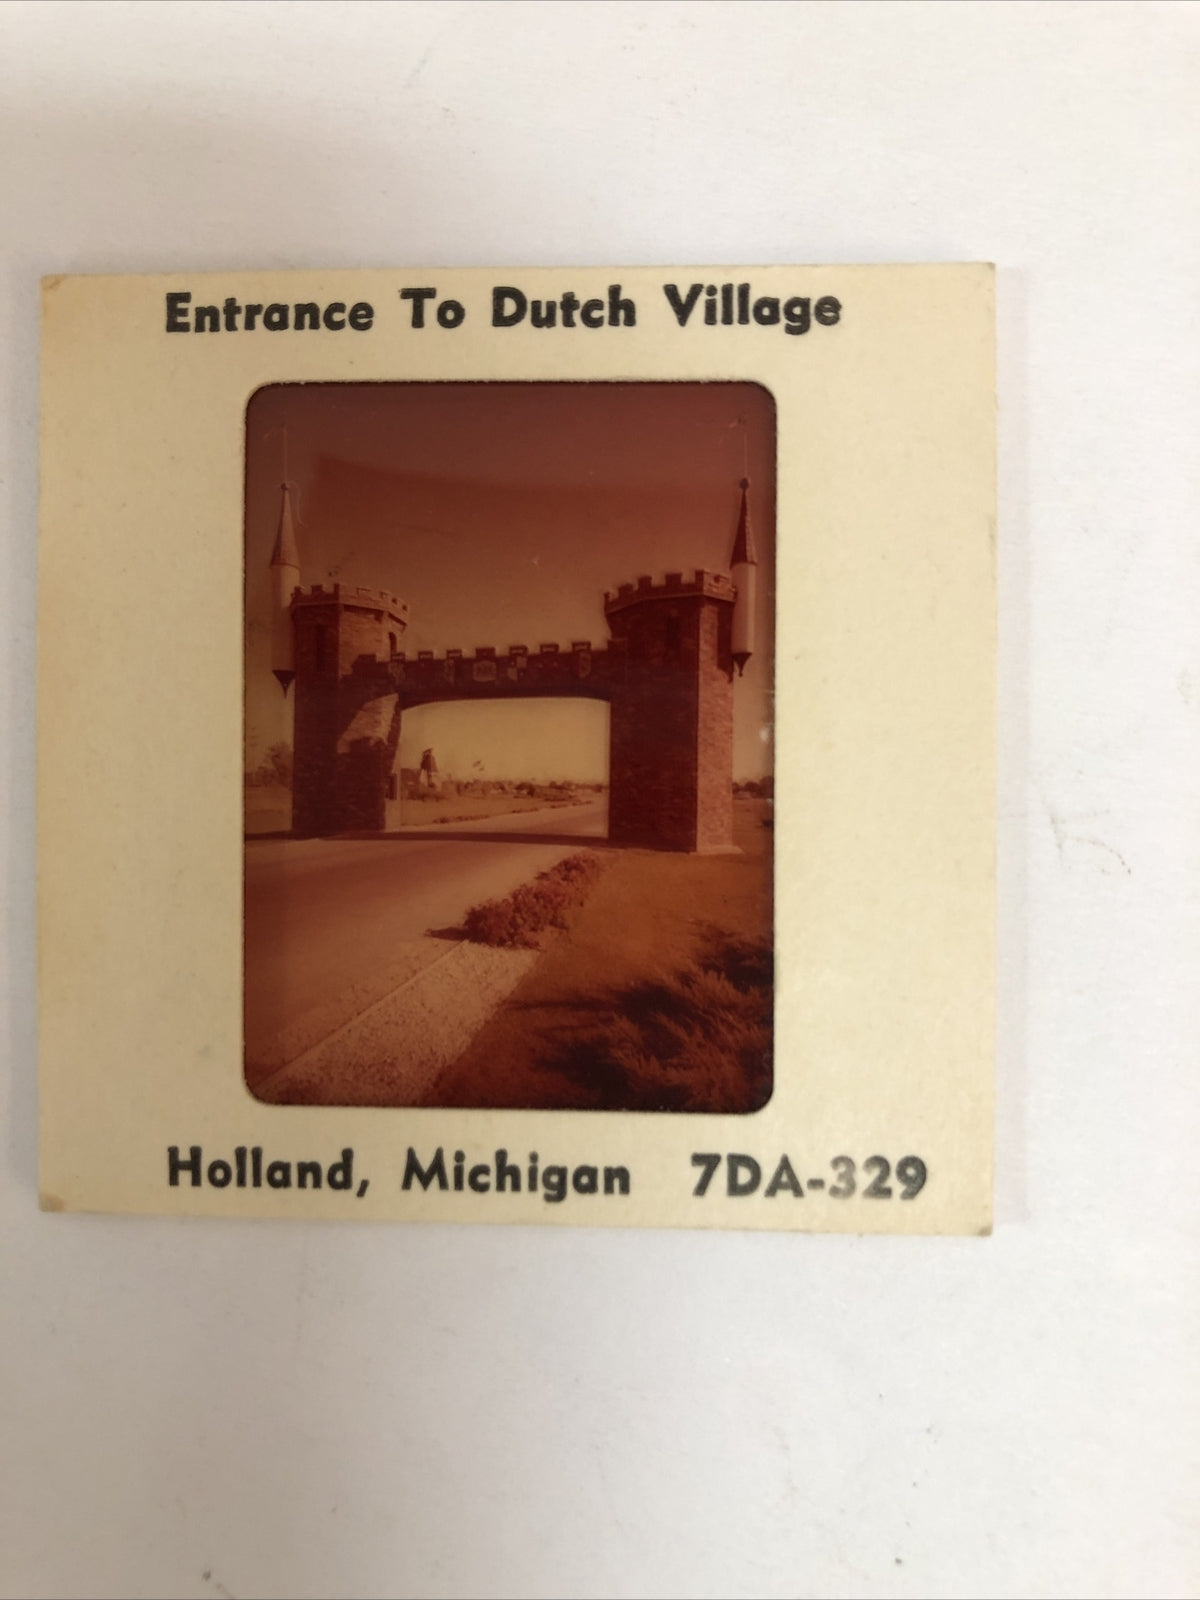 Entrance To Dutch Village
Holland, Michigan 7DA-329